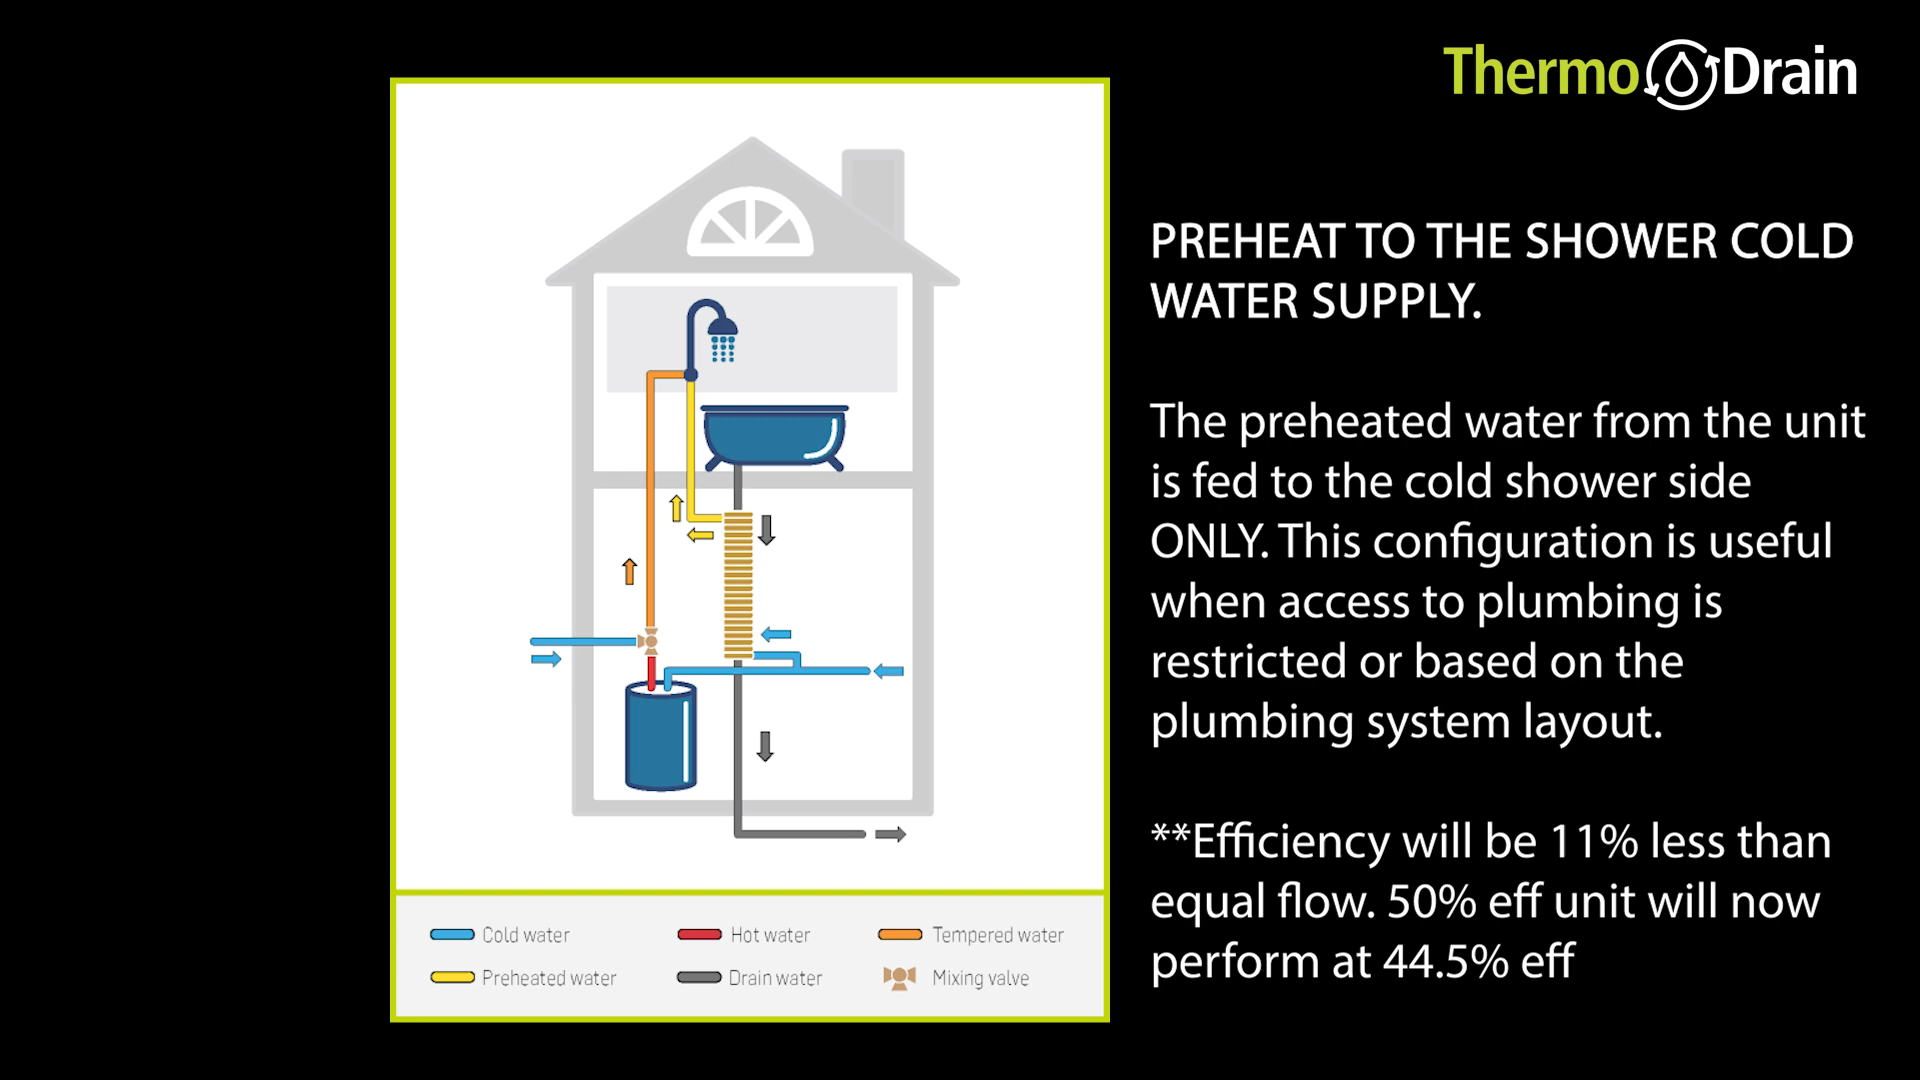 ThermoDrain
PREHEAT TO THE SHOWER COLD
WATER SUPPLY.
The preheated water from the unit
is fed to the cold shower side
ONLY. This configuration is useful
when access to plumbing is
restricted or based on the
plumbing system layout.
**Efficiency will be 11% less than
equal flow. 50% eff unit will now
perform at 44.5% eff
Cold water
Hot water
Tempered water
Preheated water
Drain water
Mixing valve